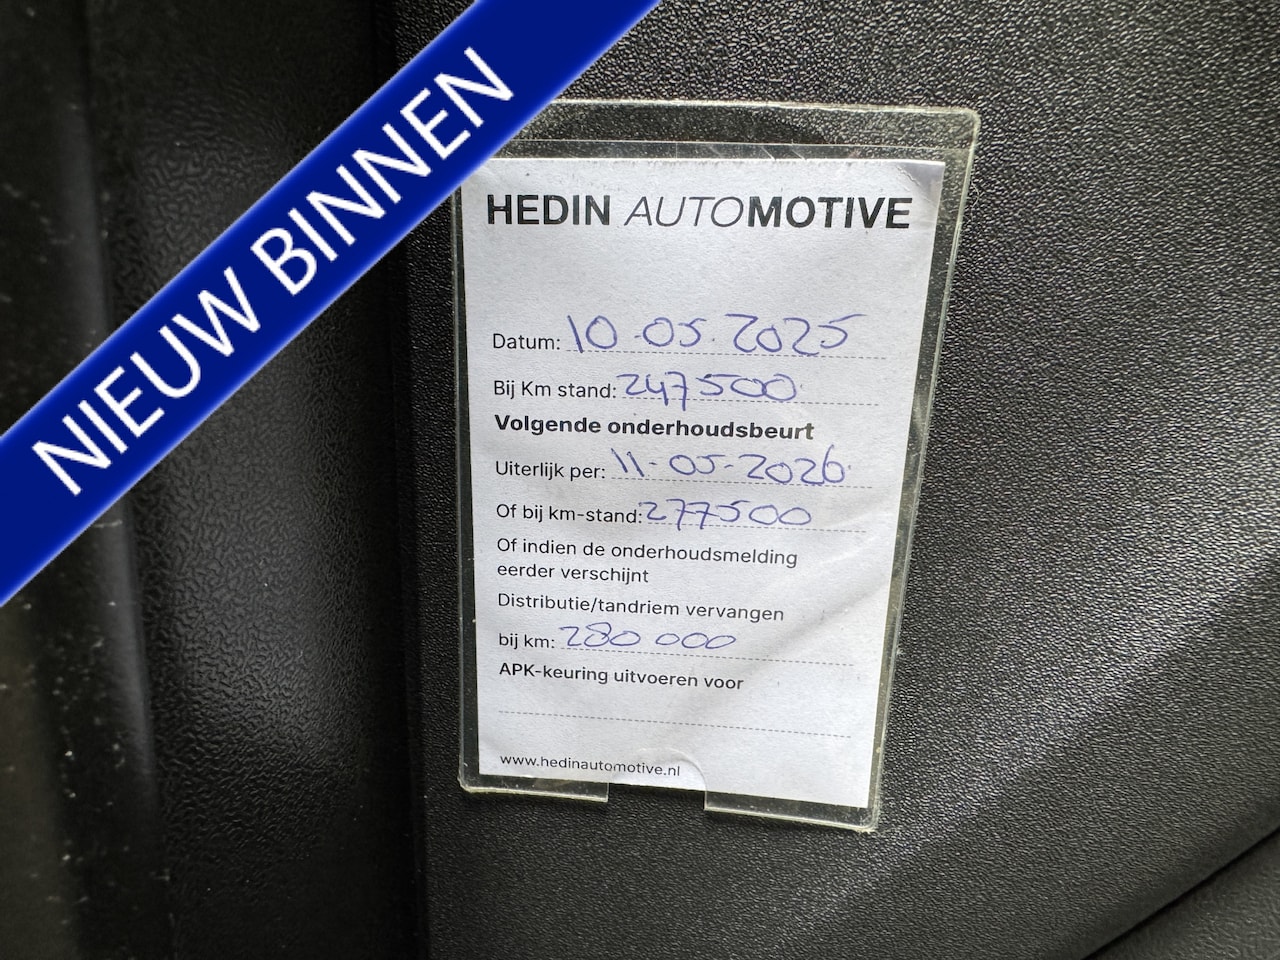 NIEUW BINNEN
HEDIN AUTOMOTIVE
Datum: 10-05-2025
Bij Km stand: 247500
Volgende onderhoudsbeurt
Uiterlijk per: 11-05-2026
Of bij km-stand: 277500
Of indien de onderhoudsmelding
eerder verschijnt
Distributie/tandriem vervangen
bij km: 280 000
APK-keuring uitvoeren voor
www.hedinautomotive.nl